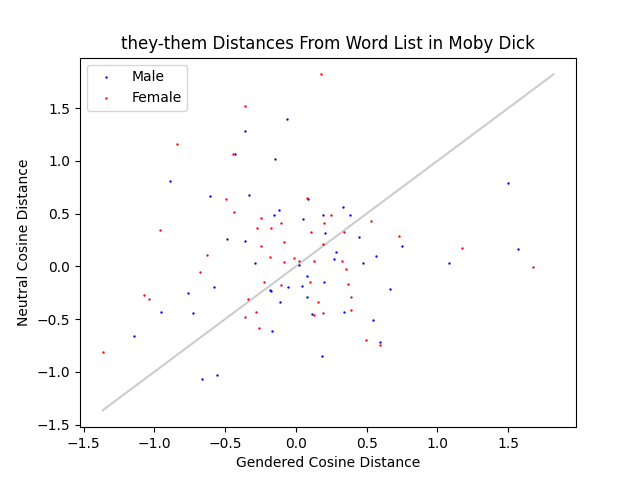 they-them Distances From Word List in Moby Dick
Male
Female
Neutral Cosine Distance
1.5
1.0
0.5
0.0
−0.5
−1.0
−1.5
−1.5 −1.0 −0.5 0.0 0.5 1.0 1.5
Gendered Cosine Distance